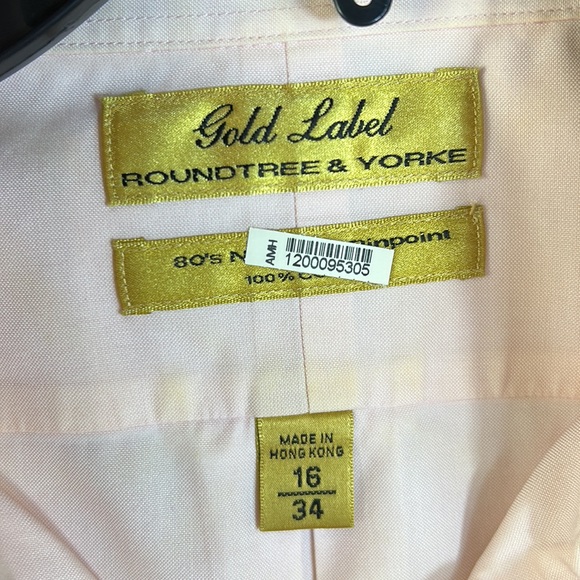 Gold Label
ROUNDTREE & YORKE
80's
pinpoint
100%
AMH
1200095305
MADE IN
HONG KONG
16
34